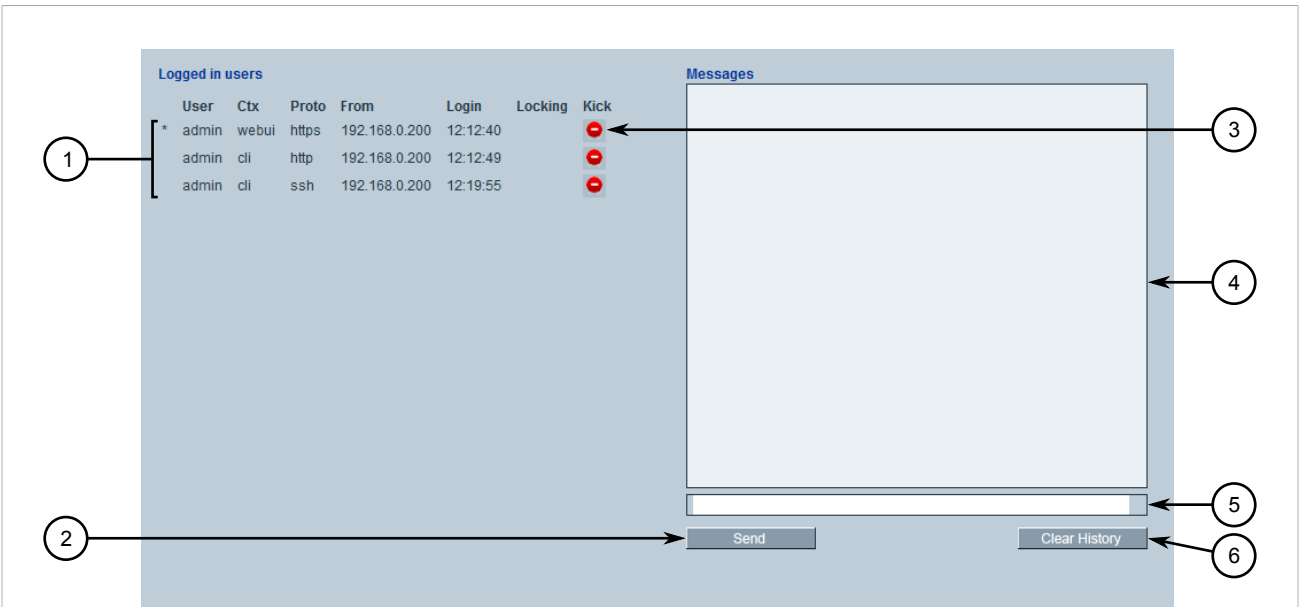 Logged in users
User Ctx Proto From Login Locking Kick
* admin webui https 192.168.0.200 12:12:40
admin cli http 192.168.0.200 12:12:49
admin cli ssh 192.168.0.200 12:19:55
Messages
Send
Clear History
1
2
3
4
5
6